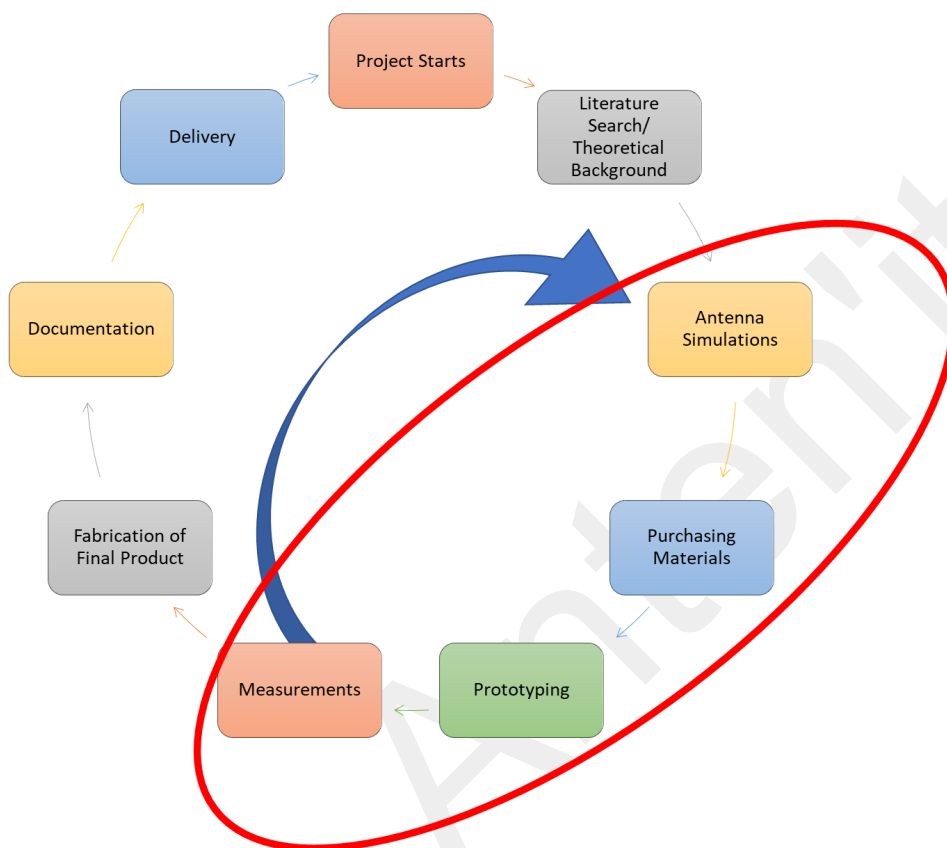 Project Starts
Literature
Search/
Theoretical
Background
Antenna
Simulations
Purchasing
Materials
Prototyping
Measurements
Fabrication of
Final Product
Documentation
Delivery
Anten'it